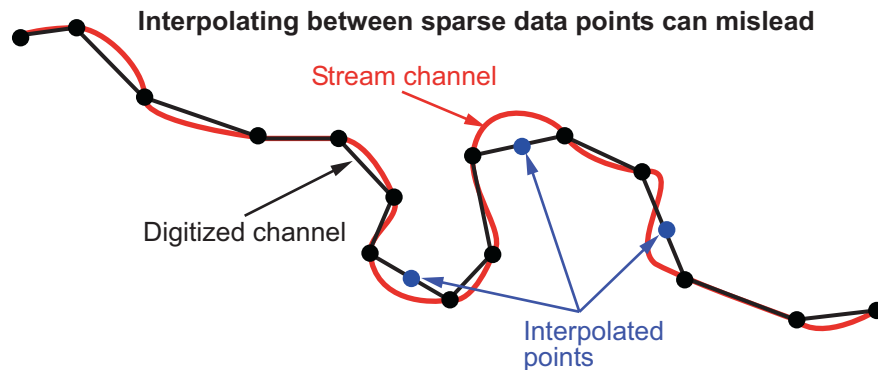 Interpolating between sparse data points can mislead
Stream channel
Digitized channel
Interpolated
points